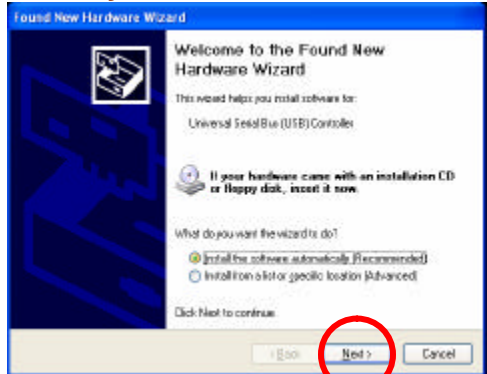 Found New Hardware Wizard
Welcome to the Found New
Hardware Wizard
This wizard helps you install software for:
Universal Serial Bus (USB) Controller
If your hardware came with an installation CD
or floppy disk, insert it now.
What do you want the wizard to do?
Install the software automatically (Recommended)
Install from a list or specific location (Advanced)
Click Next to continue.
< Back
Next >
Cancel